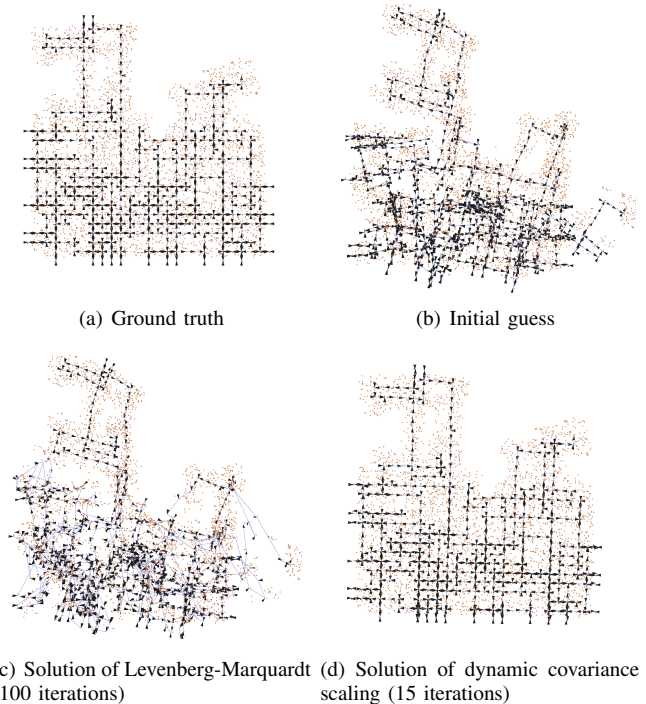 (a) Ground truth
(b) Initial guess
c) Solution of Levenberg-Marquardt
100 iterations)
(d) Solution of dynamic covariance
scaling (15 iterations)